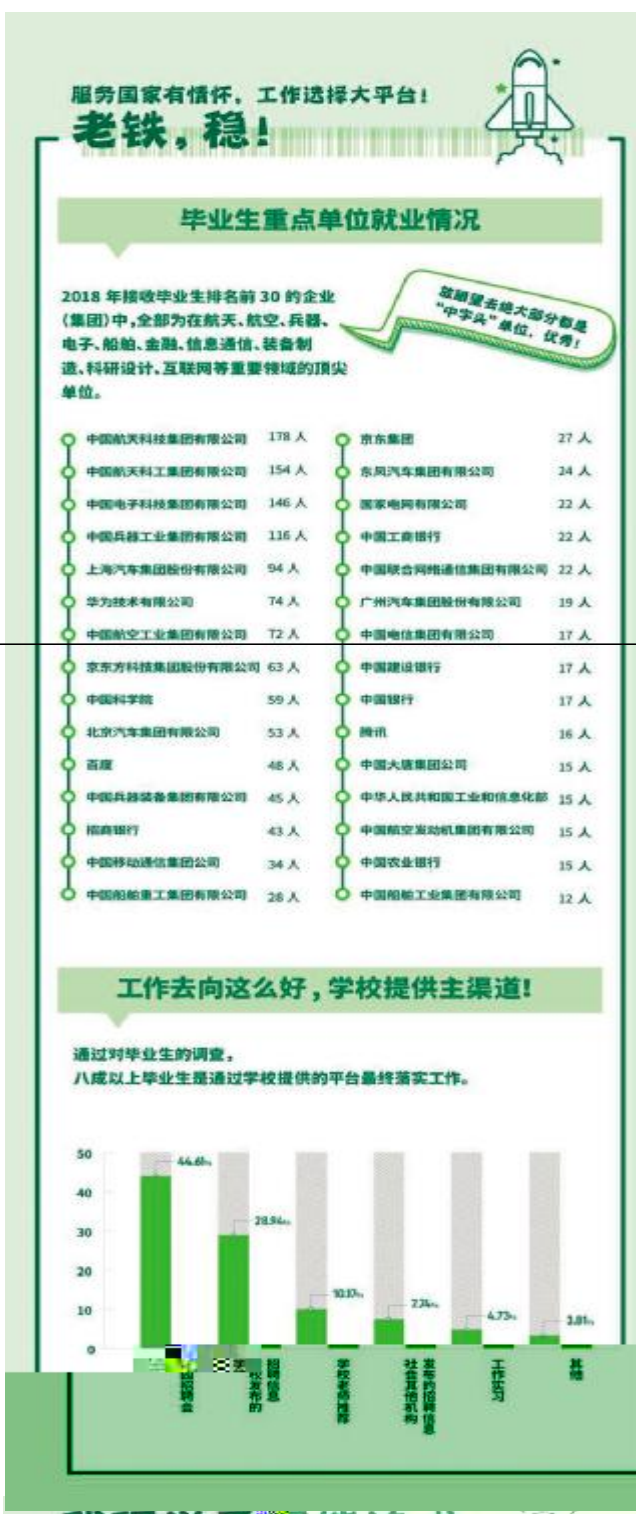 服务国家有情怀，工作选择大平台！
老铁，稳！
毕业生重点单位就业情况
2018 年接收毕业生排名前 30 的企业
（集团）中，全部为在航天、航空、兵器、
电子、船舶、金融、信息通信、装备制
造、科研设计、互联网等重要领域的顶尖
单位。
放眼望去绝大部分都是
“中字头”单位，优秀！
中国航天科技集团有限公司 178 人
中国航天科工集团有限公司 154 人
中国电子科技集团有限公司 146 人
中国兵器工业集团有限公司 116 人
上海汽车集团股份有限公司 94 人
华为技术有限公司 74 人
中国航空工业集团有限公司 72 人
京东方科技集团股份有限公司 63 人
中国科学院 59 人
北京汽车集团有限公司 53 人
百度 48 人
中国兵器装备集团有限公司 45 人
招商银行 43 人
中国移动通信集团公司 34 人
中国船舶重工集团有限公司 28 人
京东集团 27 人
东风汽车集团有限公司 24 人
国家电网有限公司 22 人
中国工商银行 22 人
中国联合网络通信集团有限公司 22 人
广州汽车集团股份有限公司 19 人
中国电信集团有限公司 17 人
中国建设银行 17 人
中国银行 17 人
腾讯 16 人
中国大唐集团公司 15 人
中华人民共和国工业和信息化部 15 人
中国航空发动机集团有限公司 15 人
中国农业银行 15 人
中国船舶工业集团有限公司 12 人
工作去向这么好，学校提供主渠道！
通过对毕业生的调查，
八成以上毕业生是通过学校提供的平台最终落实工作。
50
40
30
20
10
0
44.61%
28.94%
10.17%
7.74%
4.73%
3.81%
园招聘会
学校发布的
招聘信息
学校老师推荐
社会其他机构
发布的招聘信息
工作实习
其他